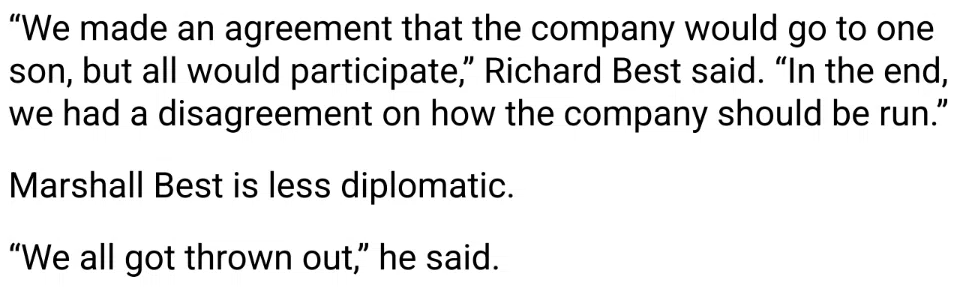 “We made an agreement that the company would go to one
son, but all would participate,” Richard Best said. “In the end,
we had a disagreement on how the company should be run.”
Marshall Best is less diplomatic.
“We all got thrown out,” he said.